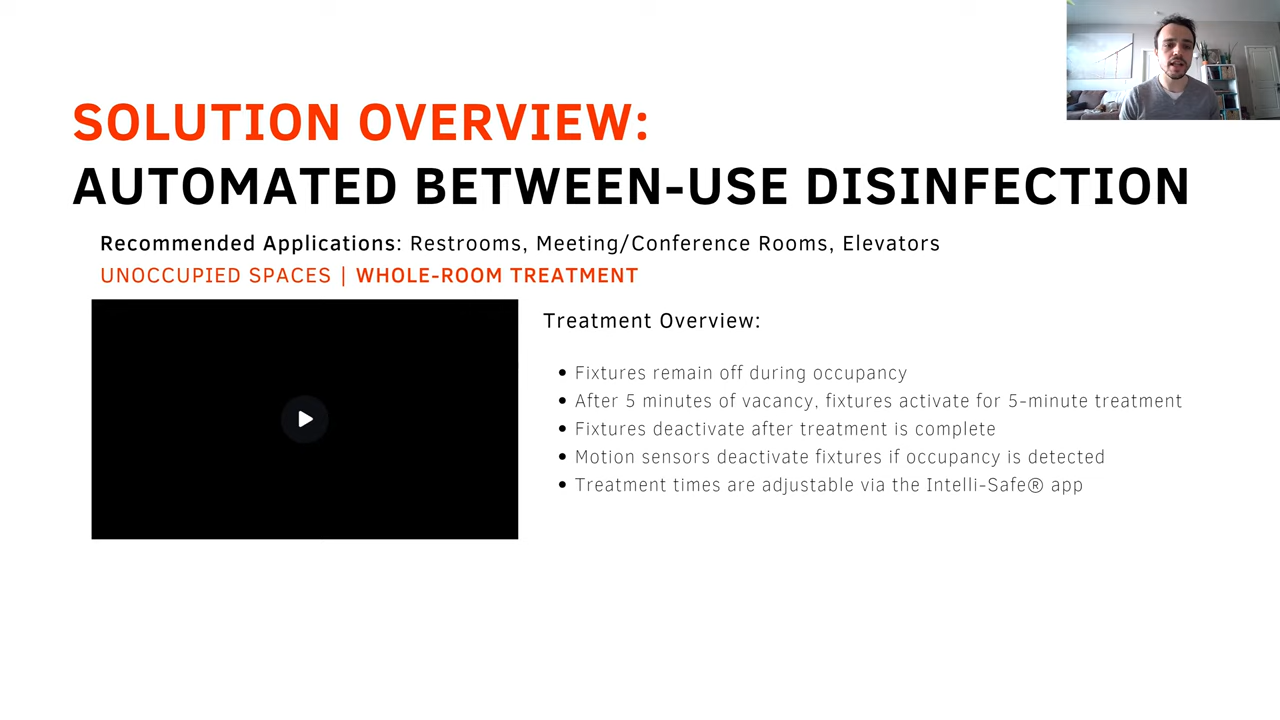 SOLUTION OVERVIEW:
AUTOMATED BETWEEN-USE DISINFECTION
Recommended Applications: Restrooms, Meeting/Conference Rooms, Elevators
UNOCCUPIED SPACES | WHOLE-ROOM TREATMENT
Treatment Overview:
• Fixtures remain off during occupancy
• After 5 minutes of vacancy, fixtures activate for 5-minute treatment
• Fixtures deactivate after treatment is complete
• Motion sensors deactivate fixtures if occupancy is detected
• Treatment times are adjustable via the Intelli-Safe® app